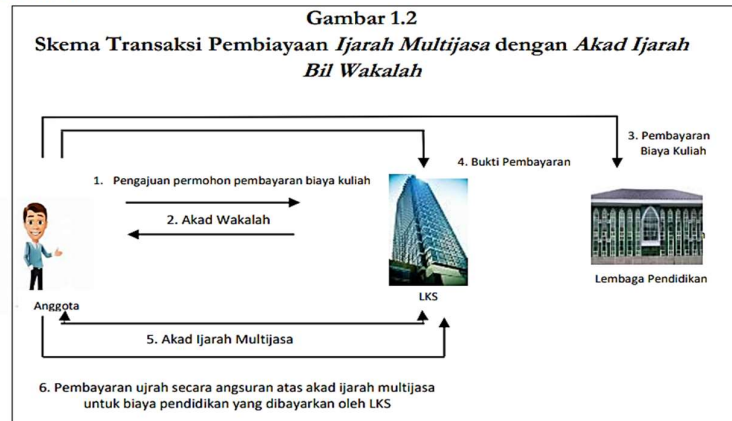 Gambar 1.2
Skema Transaksi Pembiayaan Ijarah Multijasa dengan Akad Ijarah
Bil Wakalah
3. Pembayaran
Biaya Kuliah
4. Bukti Pembayaran
1. Pengajuan permohon pembayaran biaya kuliah
2. Akad Wakalah
Lembaga Pendidikan
LKS
Anggota
5. Akad Ijarah Multijasa
6. Pembayaran ujrah secara angsuran atas akad ijarah multijasa
untuk biaya pendidikan yang dibayarkan oleh LKS